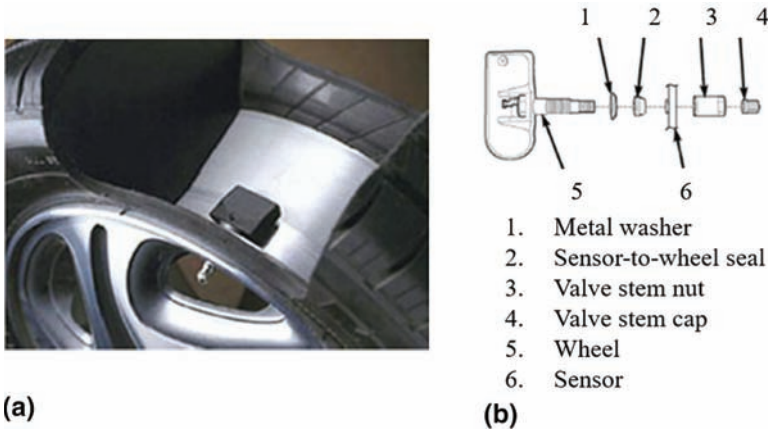 1 2 3 4
5 6
1. Metal washer
2. Sensor-to-wheel seal
3. Valve stem nut
4. Valve stem cap
5. Wheel
6. Sensor
(a)
(b)